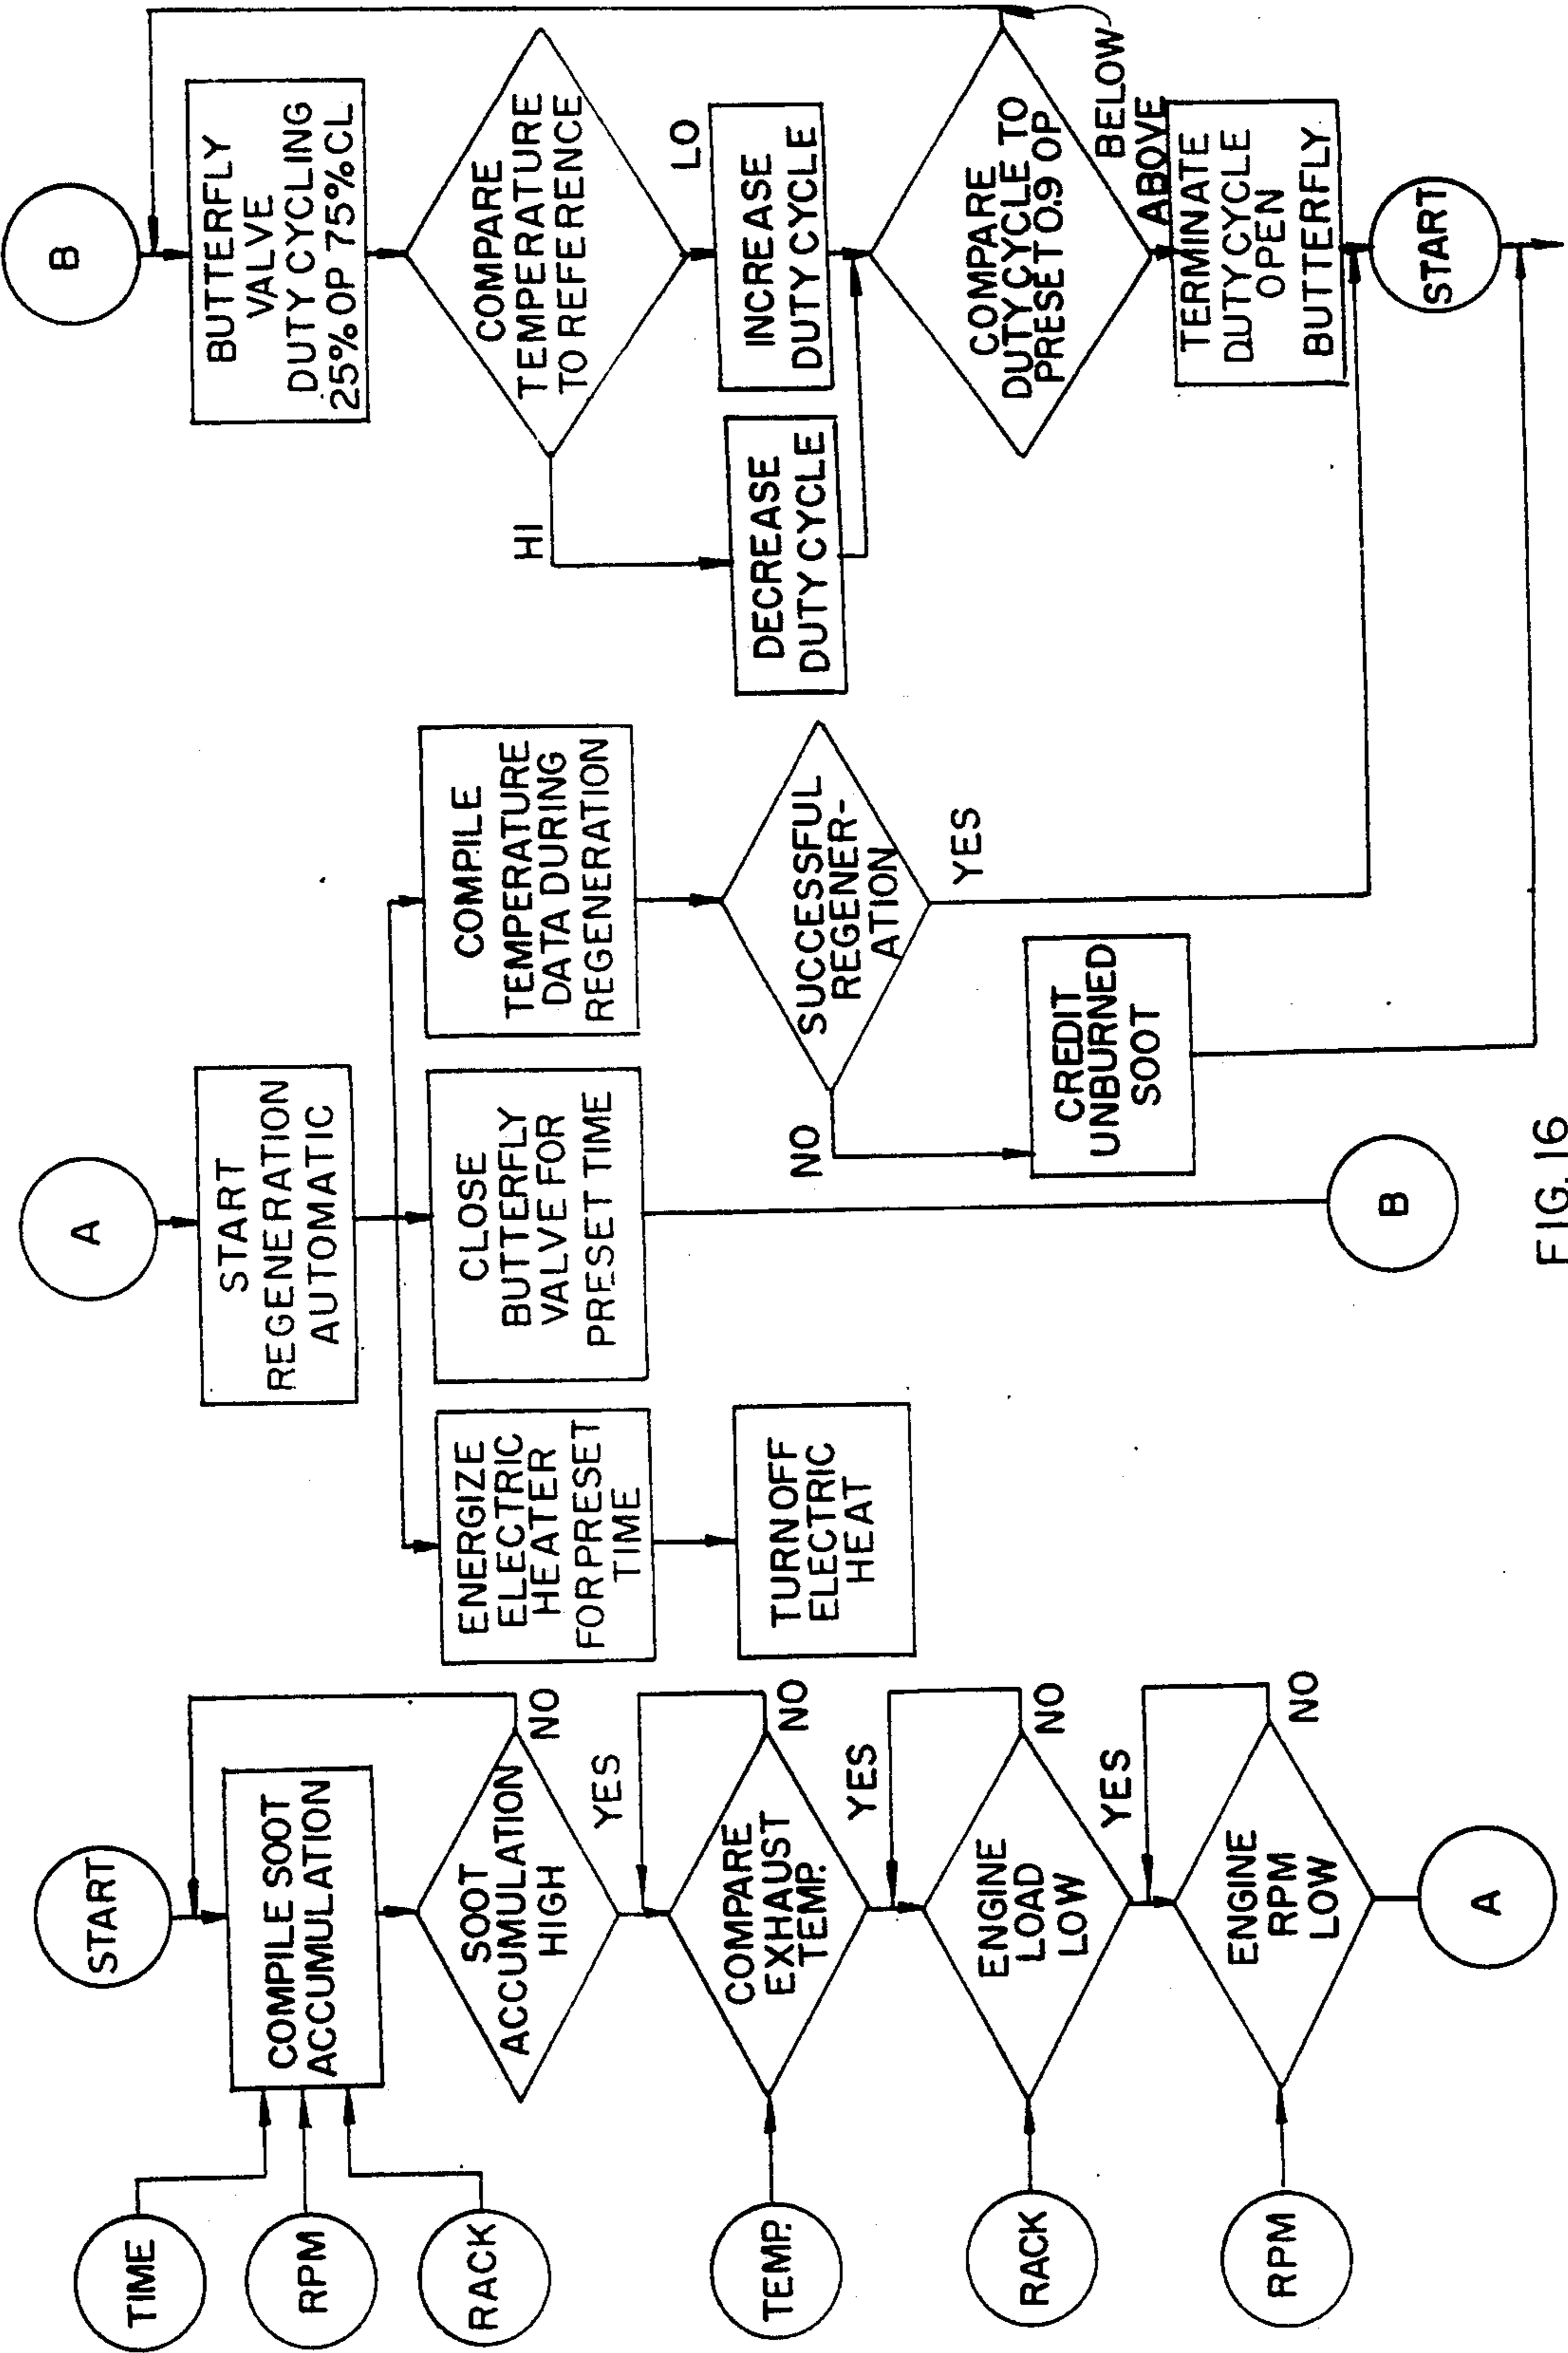 START
TIME
RPM
RACK
COMPILE SOOT
ACCUMULATION
SOOT
ACCUMULATION
HIGH
NO
YES
TEMP.
COMPARE
EXHAUST
TEMP.
NO
YES
RACK
ENGINE
LOAD
LOW
NO
YES
RPM
ENGINE
RPM
LOW
NO
A
A
START
REGENERATION
AUTOMATIC
ENERGIZE
ELECTRIC
HEATER
FOR PRESET
TIME
TURN OFF
ELECTRIC
HEAT
CLOSE
BUTTERFLY
VALVE FOR
PRESET TIME
B
COMPILE
TEMPERATURE
DATA DURING
REGENERATION
SUCCESSFUL
REGENER-
ATION
NO
YES
CREDIT
UNBURNED
SOOT
B
BUTTERFLY
VALVE
DUTY CYCLING
25% OP 75% CL
COMPARE
TEMPERATURE
TO REFERENCE
HI
LO
DECREASE
DUTY CYCLE
INCREASE
DUTY CYCLE
COMPARE
DUTY CYCLE TO
PRESET 0.9 OP
BELOW
ABOVE
TERMINATE
DUTY CYCLE
OPEN
BUTTERFLY
START
FIG. 16